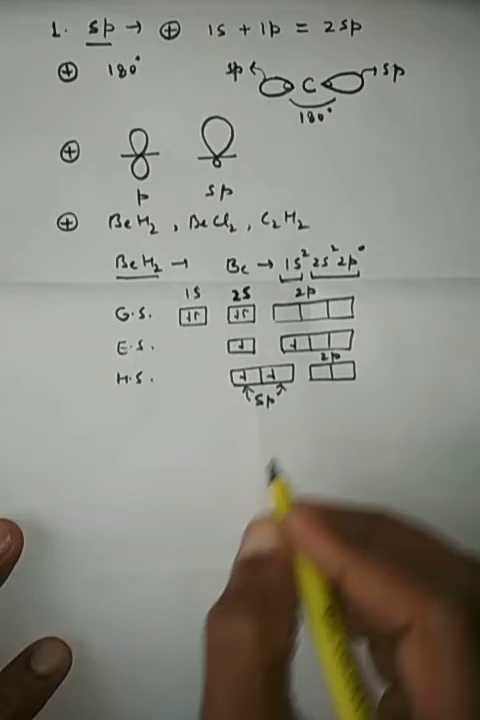 1. sp → ⊕ 1s + 1p = 2sp
⊕ 180°
sp C sp
180°
⊕
p sp
⊕ BeH₂, BeCl₂, C₂H₂
BeH₂ → Be → 1s² 2s² 2p⁰
1s 2s 2p
G.S. ↓↑ ↓↑
E.S. ↓ ↓
2p
H.S. ↓ ↓
sp